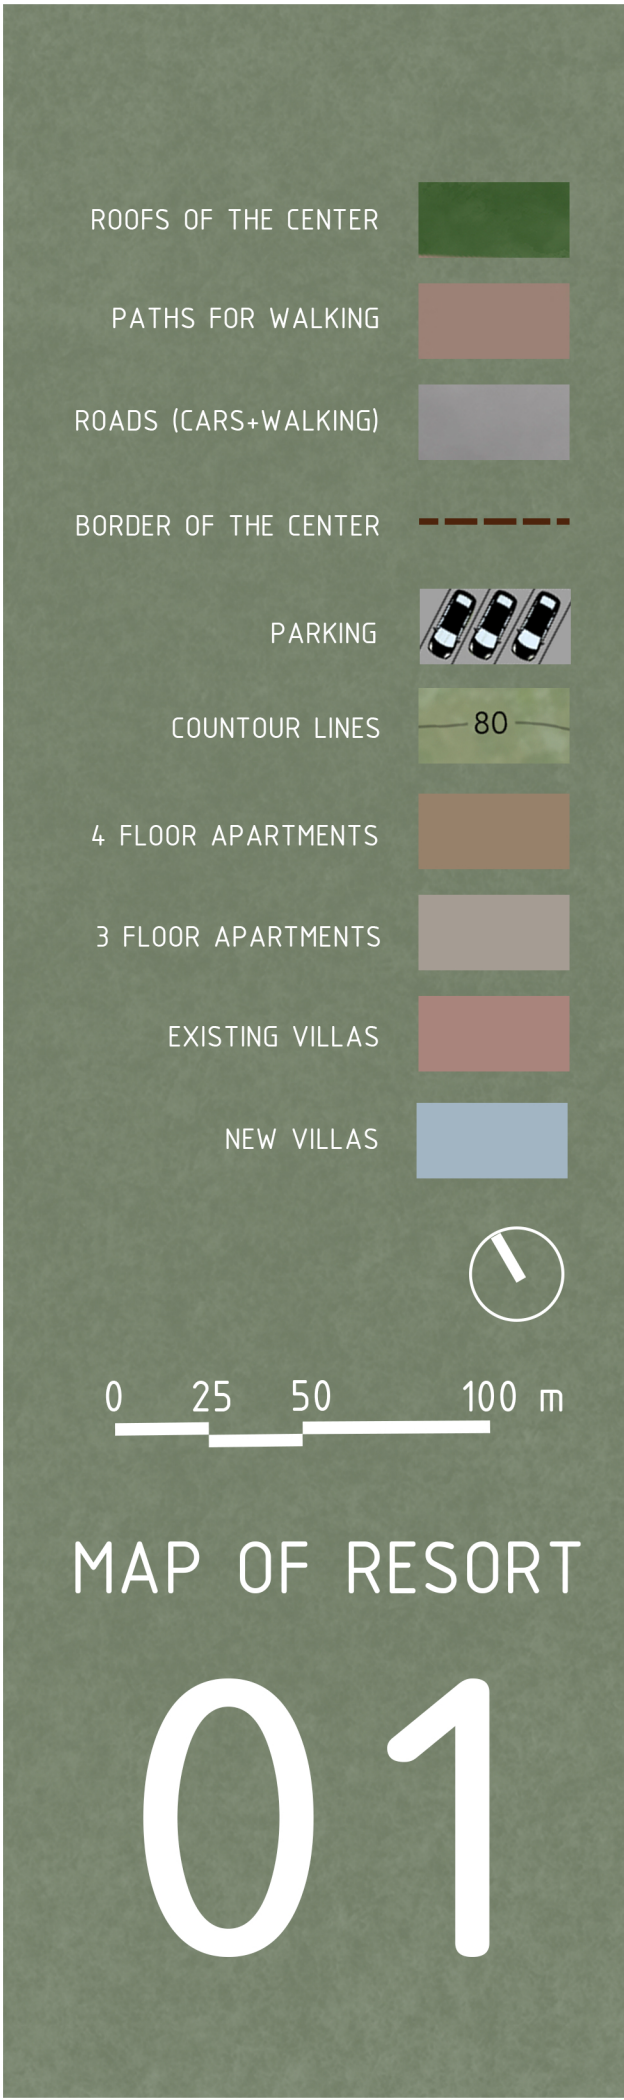 ROOFS OF THE CENTER
PATHS FOR WALKING
ROADS (CARS+WALKING)
BORDER OF THE CENTER
PARKING
COUNTOUR LINES 80
4 FLOOR APARTMENTS
3 FLOOR APARTMENTS
EXISTING VILLAS
NEW VILLAS
0 25 50 100 m
MAP OF RESORT
01